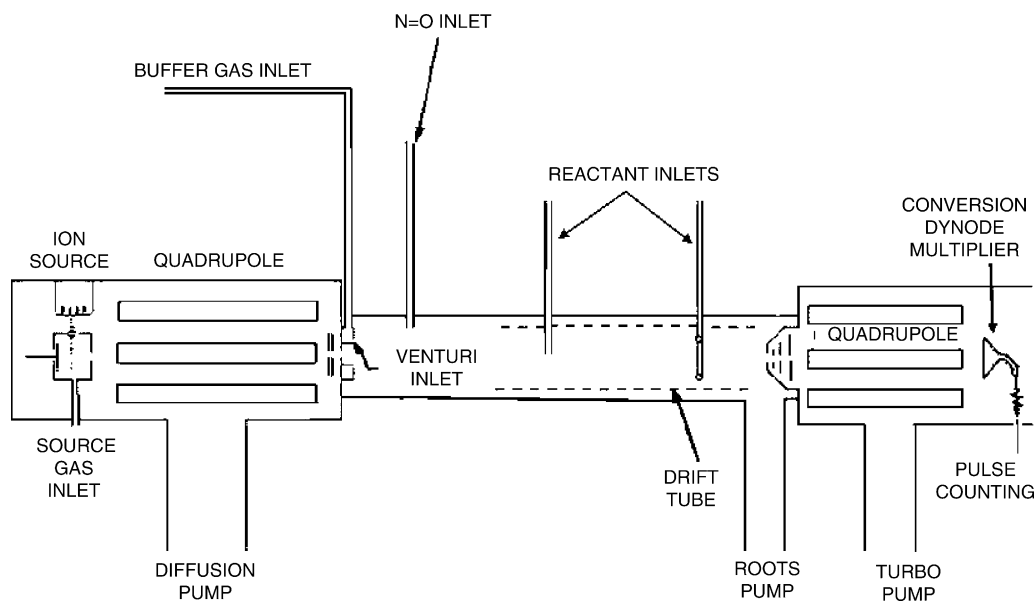 N=O INLET
BUFFER GAS INLET
REACTANT INLETS
CONVERSION
DYNODE
MULTIPLIER
ION
SOURCE
QUADRUPOLE
QUADRUPOLE
VENTURI
INLET
SOURCE
GAS
INLET
DRIFT
TUBE
PULSE
COUNTING
DIFFUSION
PUMP
ROOTS
PUMP
TURBO
PUMP